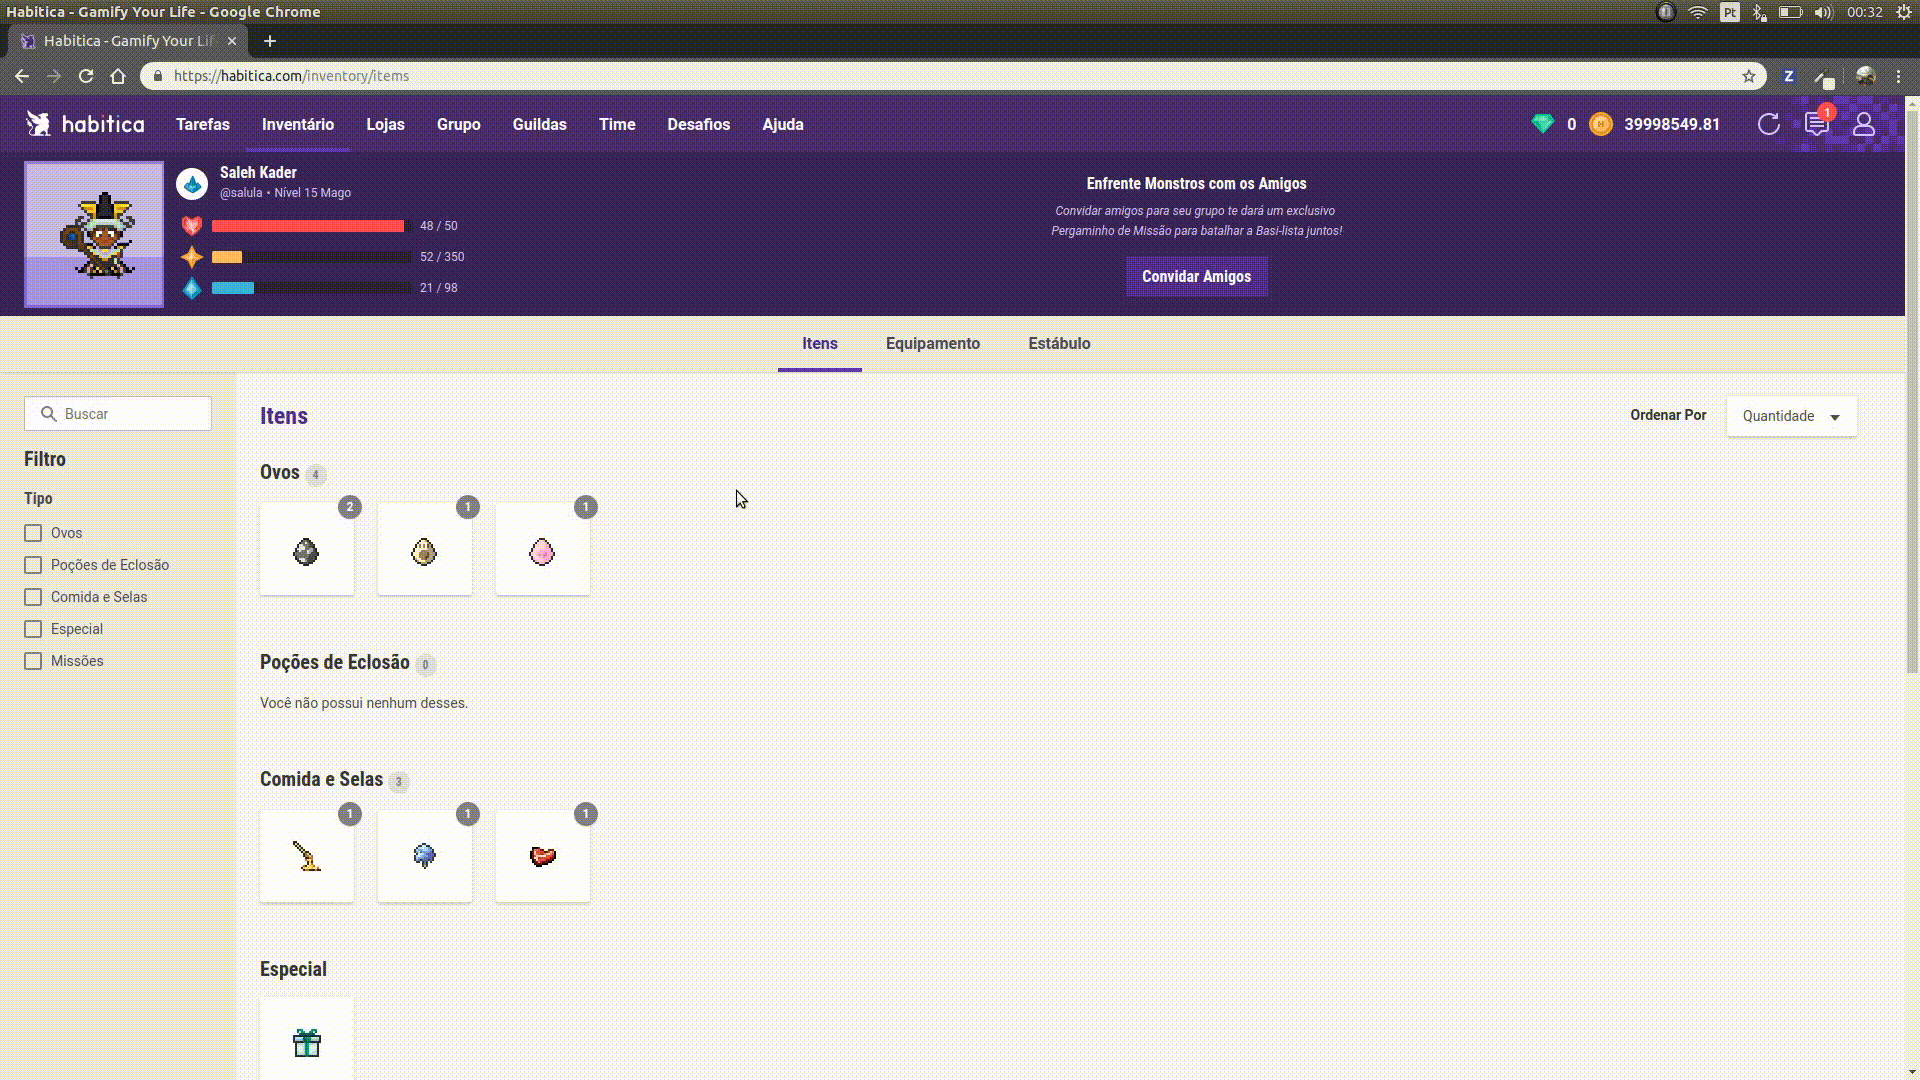 Habitica - Gamify Your Life - Google Chrome
Pt
00:32
Habitica - Gamify Your Lif
https://habitica.com/inventory/items
Z
habitica
Tarefas
Inventário
Lojas
Grupo
Guildas
Time
Desafios
Ajuda
0
39998549.81
1
Saleh Kader
@salula • Nível 15 Mago
48 / 50
52 / 350
21 / 98
Enfrente Monstros com os Amigos
Convidar amigos para seu grupo te dará um exclusivo
Pergaminho de Missão para batalhar a Basi-lista juntos!
Convidar Amigos
Itens
Equipamento
Estábulo
Buscar
Filtro
Tipo
Ovos
Poções de Eclosão
Comida e Selas
Especial
Missões
Itens
Ordenar Por
Quantidade
Ovos 4
2
1
1
Poções de Eclosão 0
Você não possui nenhum desses.
Comida e Selas 3
1
1
1
Especial